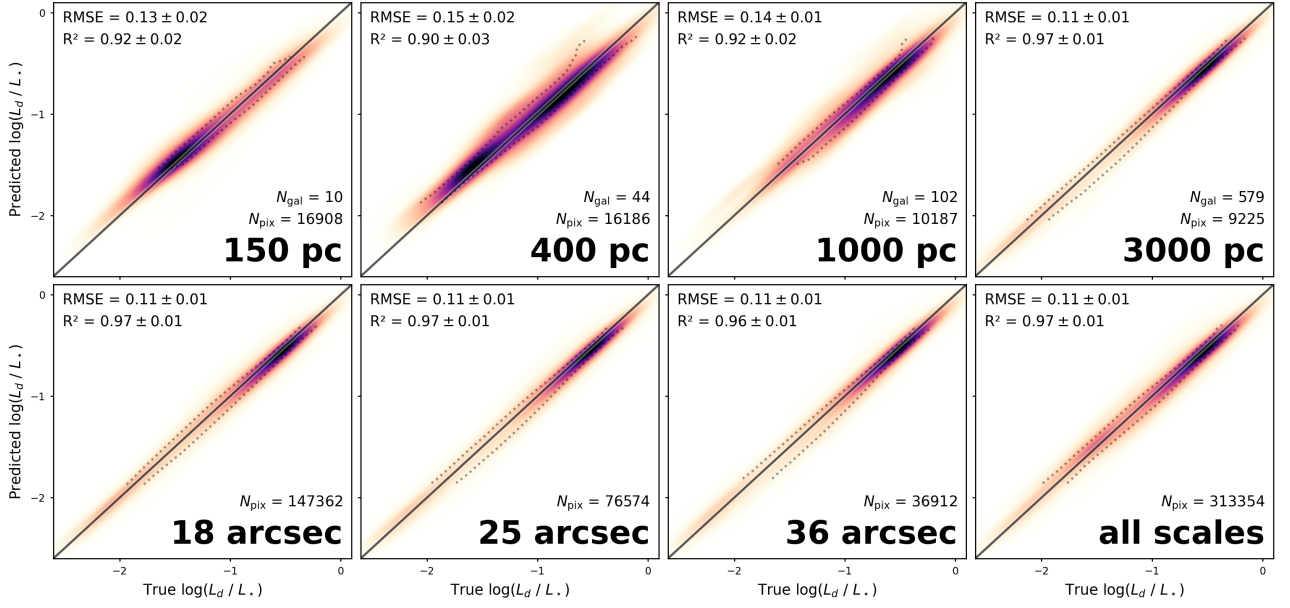 RMSE = 0.13 ± 0.02
R² = 0.92 ± 0.02
N_gal = 10
N_pix = 16908
150 pc
RMSE = 0.15 ± 0.02
R² = 0.90 ± 0.03
N_gal = 44
N_pix = 16186
400 pc
RMSE = 0.14 ± 0.01
R² = 0.92 ± 0.02
N_gal = 102
N_pix = 10187
1000 pc
RMSE = 0.11 ± 0.01
R² = 0.97 ± 0.01
N_gal = 579
N_pix = 9225
3000 pc
0
−1
−2
Predicted log(L_d / L⋆)
RMSE = 0.11 ± 0.01
R² = 0.97 ± 0.01
N_pix = 147362
18 arcsec
RMSE = 0.11 ± 0.01
R² = 0.97 ± 0.01
N_pix = 76574
25 arcsec
RMSE = 0.11 ± 0.01
R² = 0.96 ± 0.01
N_pix = 36912
36 arcsec
RMSE = 0.11 ± 0.01
R² = 0.97 ± 0.01
N_pix = 313354
all scales
0
−1
−2
Predicted log(L_d / L⋆)
−2 −1 0
−2 −1 0
−2 −1 0
−2 −1 0
True log(L_d / L⋆)
True log(L_d / L⋆)
True log(L_d / L⋆)
True log(L_d / L⋆)